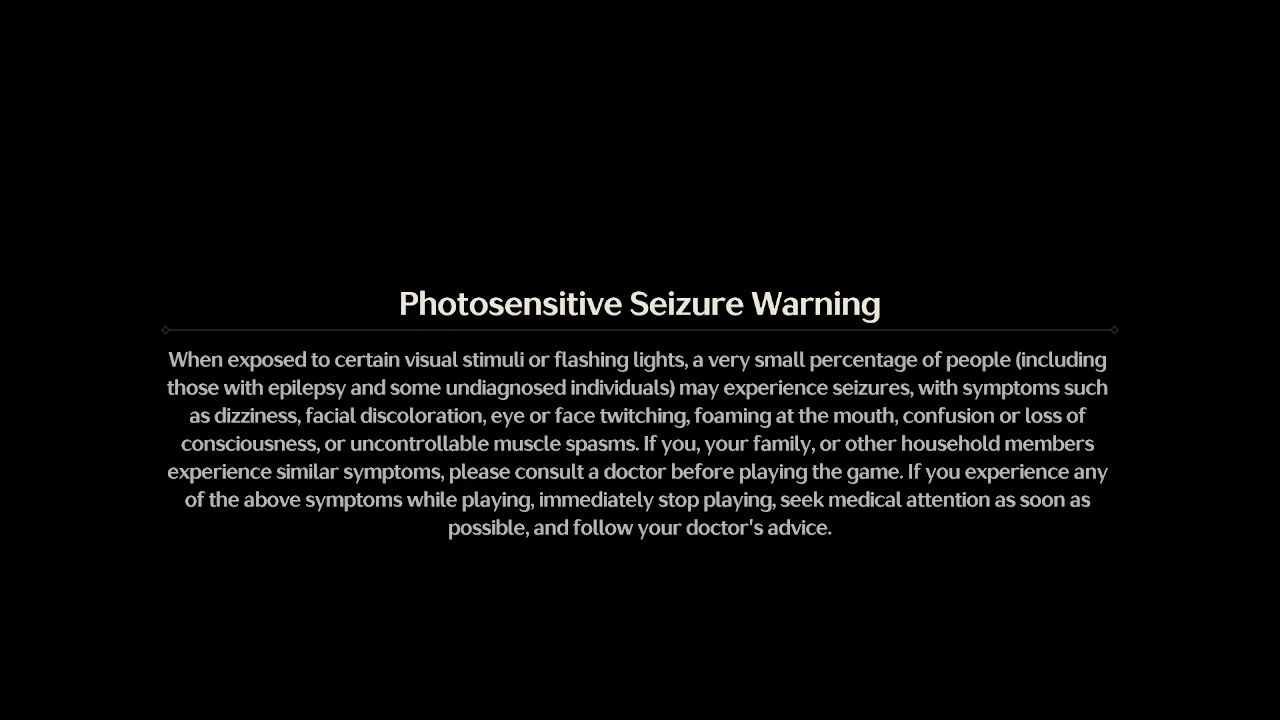 Photosensitive Seizure Warning
When exposed to certain visual stimuli or flashing lights, a very small percentage of people (including
those with epilepsy and some undiagnosed individuals) may experience seizures, with symptoms such
as dizziness, facial discoloration, eye or face twitching, foaming at the mouth, confusion or loss of
consciousness, or uncontrollable muscle spasms. If you, your family, or other household members
experience similar symptoms, please consult a doctor before playing the game. If you experience any
of the above symptoms while playing, immediately stop playing, seek medical attention as soon as
possible, and follow your doctor's advice.